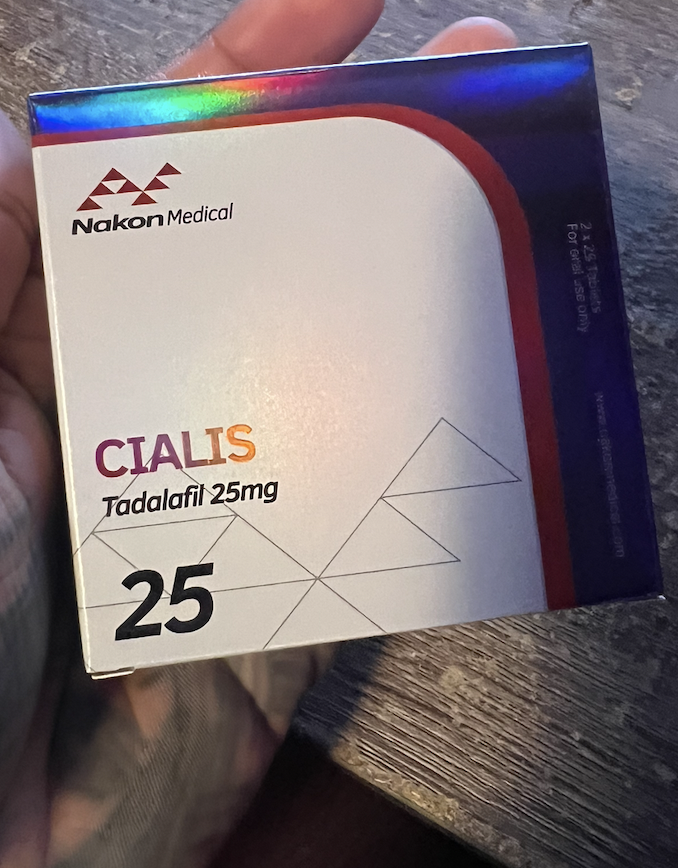 Nakon Medical
CIALIS
Tadalafil 25mg
25
2 x 25 Tablets
For oral use only